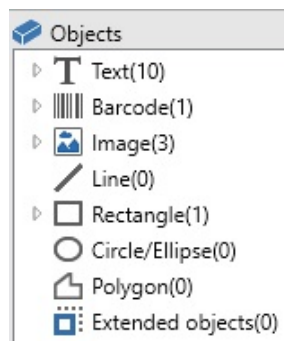 Objects
Text(10)
Barcode(1)
Image(3)
Line(0)
Rectangle(1)
Circle/Ellipse(0)
Polygon(0)
Extended objects(0)